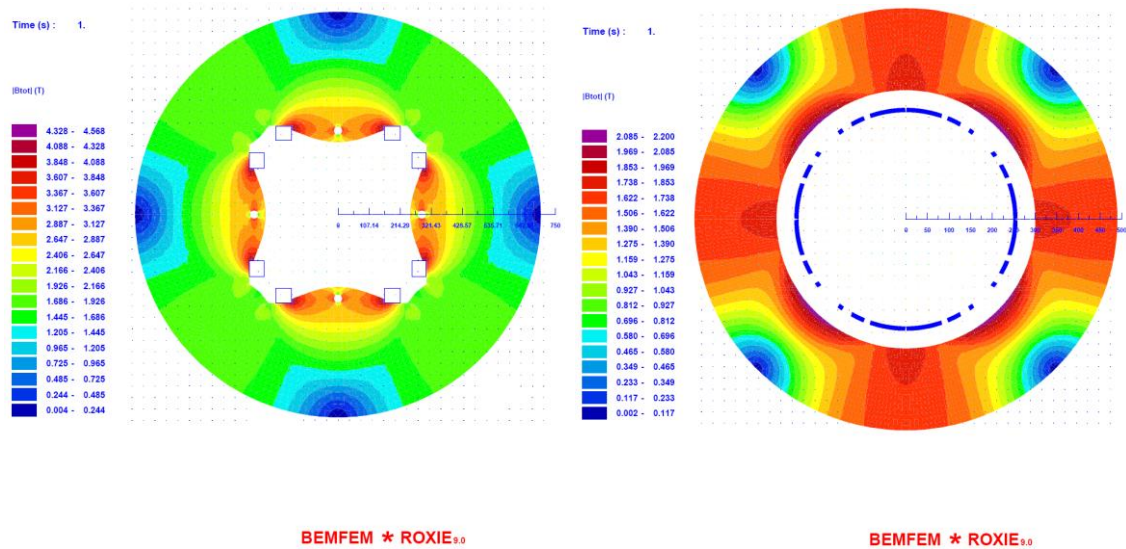 Time (s) : 1.
|Btot| (T)
4.328 - 4.568
4.088 - 4.328
3.848 - 4.088
3.607 - 3.848
3.367 - 3.607
3.127 - 3.367
2.887 - 3.127
2.647 - 2.887
2.406 - 2.647
2.166 - 2.406
1.926 - 2.166
1.686 - 1.926
1.445 - 1.686
1.205 - 1.445
0.965 - 1.205
0.725 - 0.965
0.485 - 0.725
0.244 - 0.485
0.004 - 0.244
0 107.14 214.29 321.43 428.57 535.71 750
BEMFEM * ROXIE9.0
Time (s) : 1.
|Btot| (T)
2.085 - 2.200
1.969 - 2.085
1.853 - 1.969
1.738 - 1.853
1.622 - 1.738
1.506 - 1.622
1.390 - 1.506
1.275 - 1.390
1.159 - 1.275
1.043 - 1.159
0.927 - 1.043
0.812 - 0.927
0.696 - 0.812
0.580 - 0.696
0.465 - 0.580
0.349 - 0.465
0.233 - 0.349
0.117 - 0.233
0.002 - 0.117
0 50 100 150 200 250 300 350 400 450 500
BEMFEM * ROXIE9.0